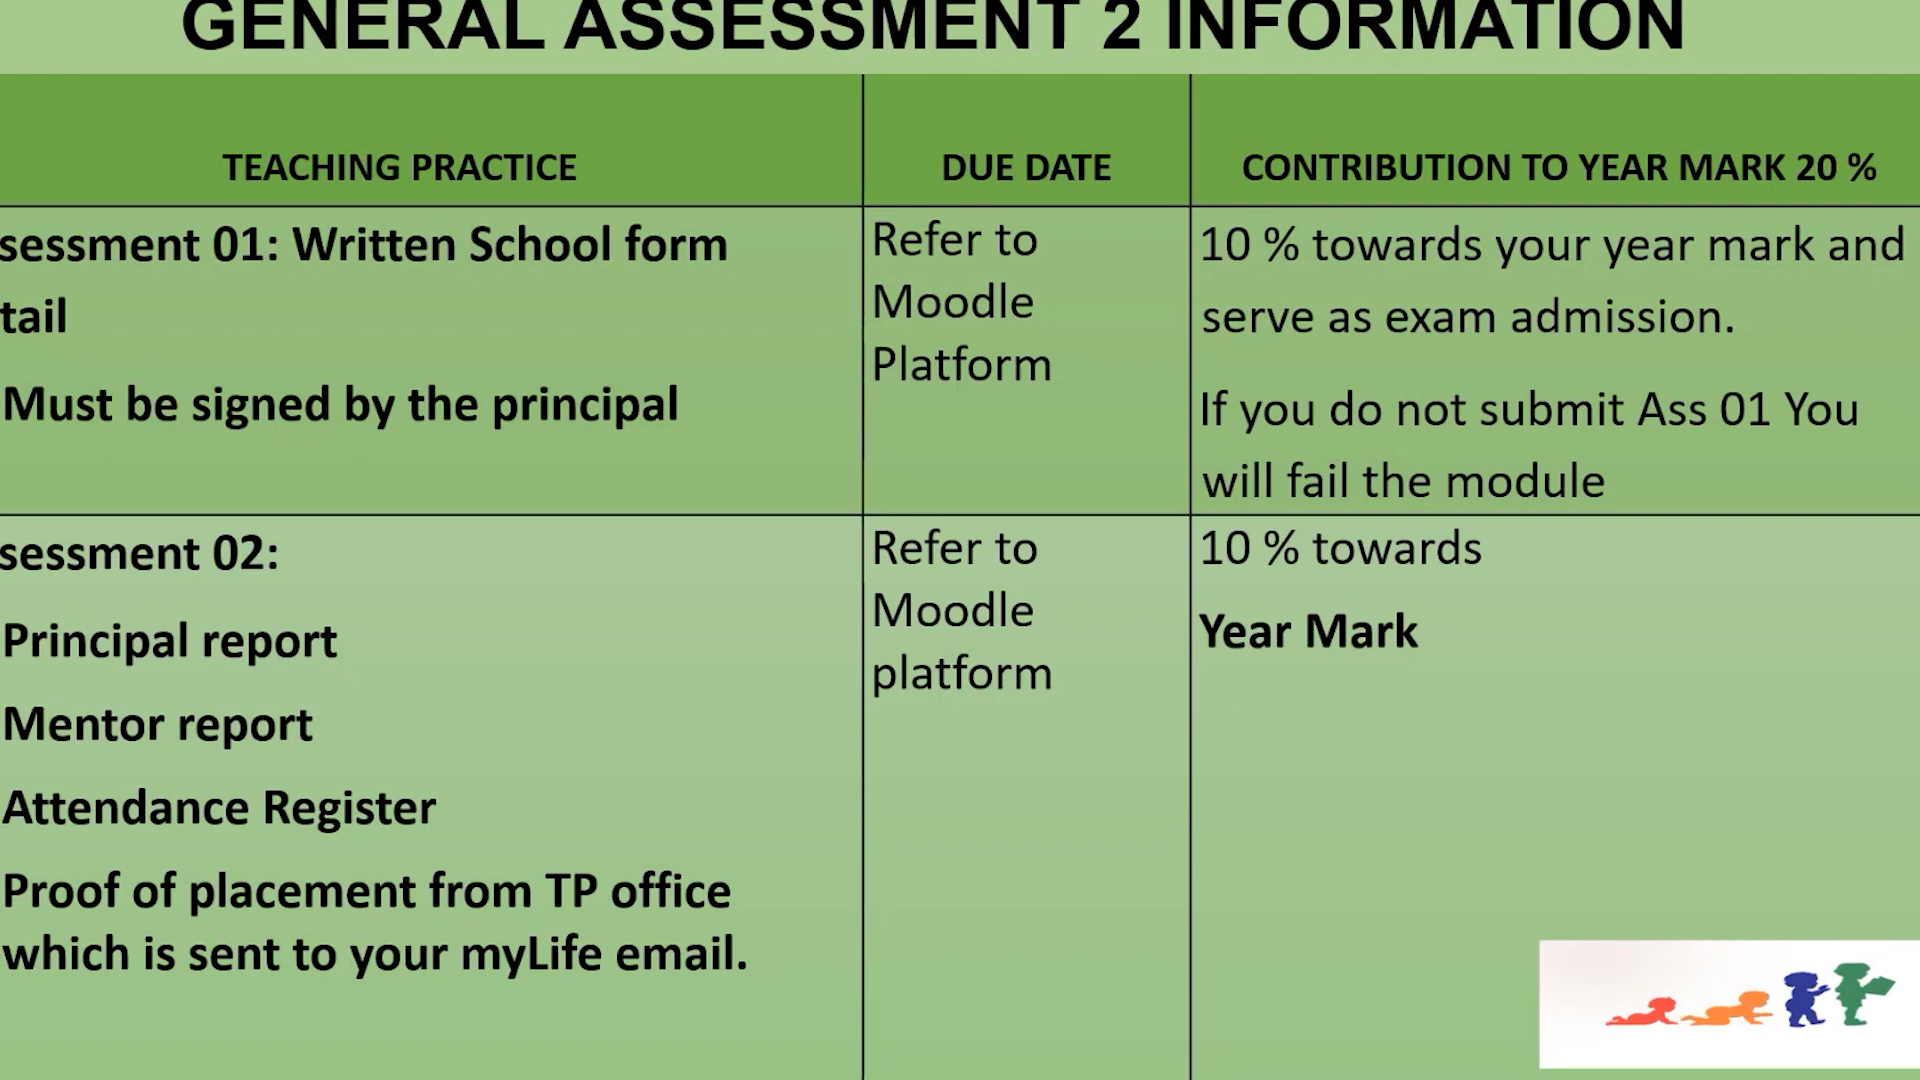 GENERAL ASSESSMENT 2 INFORMATION
TEACHING PRACTICE
DUE DATE
CONTRIBUTION TO YEAR MARK 20 %
sessment 01: Written School form
tail
Must be signed by the principal
Refer to
Moodle
Platform
10 % towards your year mark and
serve as exam admission.
If you do not submit Ass 01 You
will fail the module
sessment 02:
Principal report
Mentor report
Attendance Register
Proof of placement from TP office
which is sent to your myLife email.
Refer to
Moodle
platform
10 % towards
Year Mark